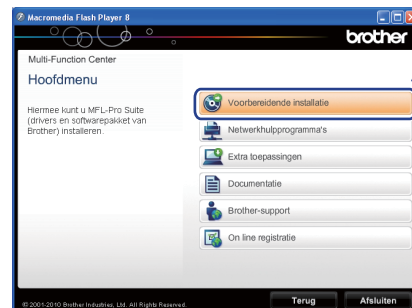 Macromedia Flash Player 8
brother
Multi-Function Center
Hoofdmenu
Hiermee kunt u MFL-Pro Suite
(drivers en softwarepakket van
Brother) installeren.
Voorbereidende installatie
Netwerkhulpprogramma's
Extra toepassingen
Documentatie
Brother-support
On line registratie
© 2001-2010 Brother Industries, Ltd. All Rights Reserved.
Terug
Afsluiten